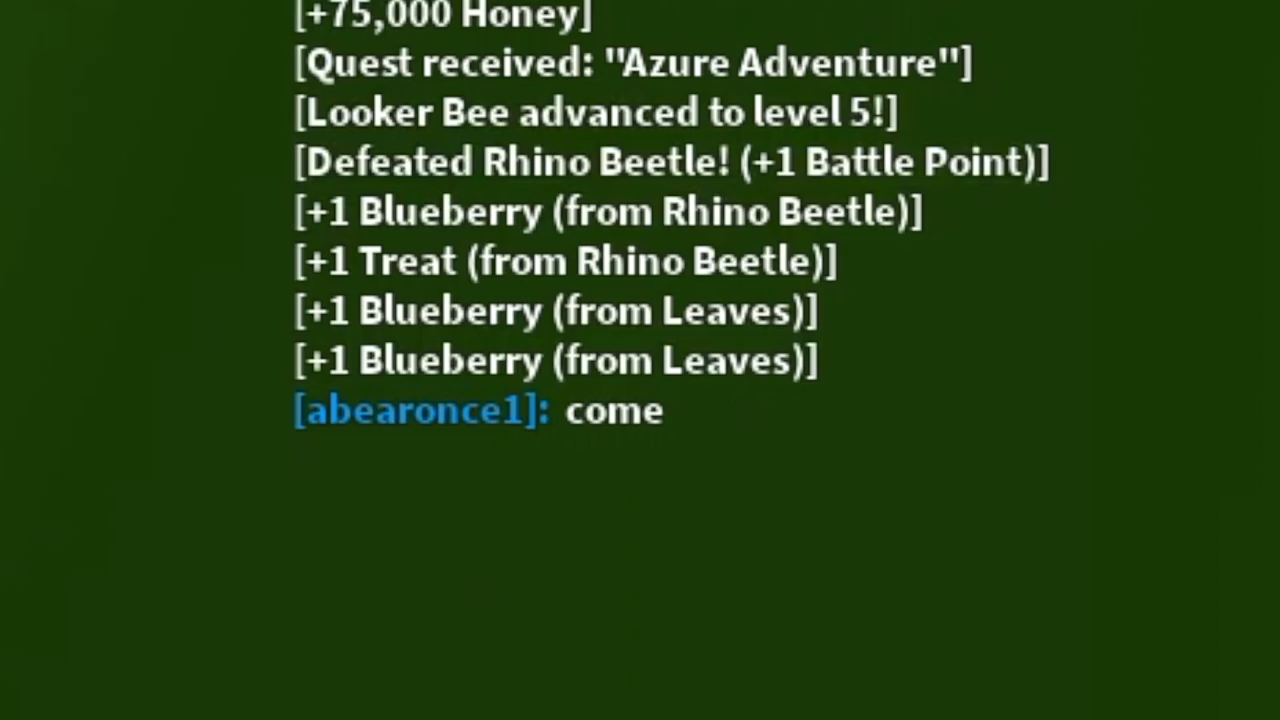 [+75,000 Honey]
[Quest received: "Azure Adventure"]
[Looker Bee advanced to level 5!]
[Defeated Rhino Beetle! (+1 Battle Point)]
[+1 Blueberry (from Rhino Beetle)]
[+1 Treat (from Rhino Beetle)]
[+1 Blueberry (from Leaves)]
[+1 Blueberry (from Leaves)]
[abearonce1]: come